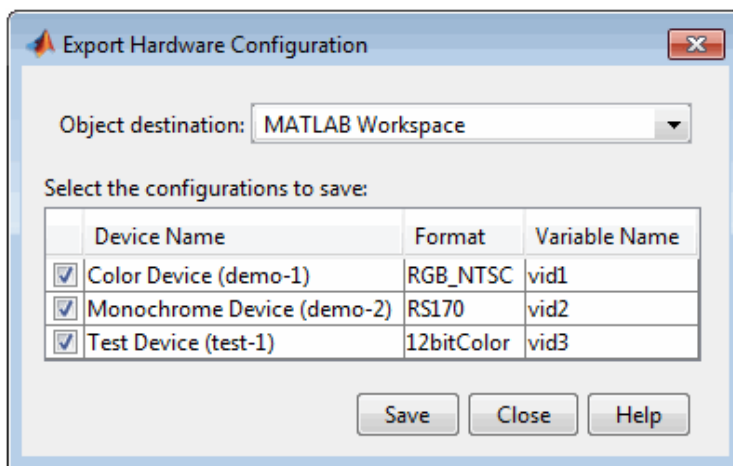 Export Hardware Configuration
Object destination: MATLAB Workspace
Select the configurations to save:
Device Name Format Variable Name
Color Device (demo-1) RGB_NTSC vid1
Monochrome Device (demo-2) RS170 vid2
Test Device (test-1) 12bitColor vid3
Save Close Help